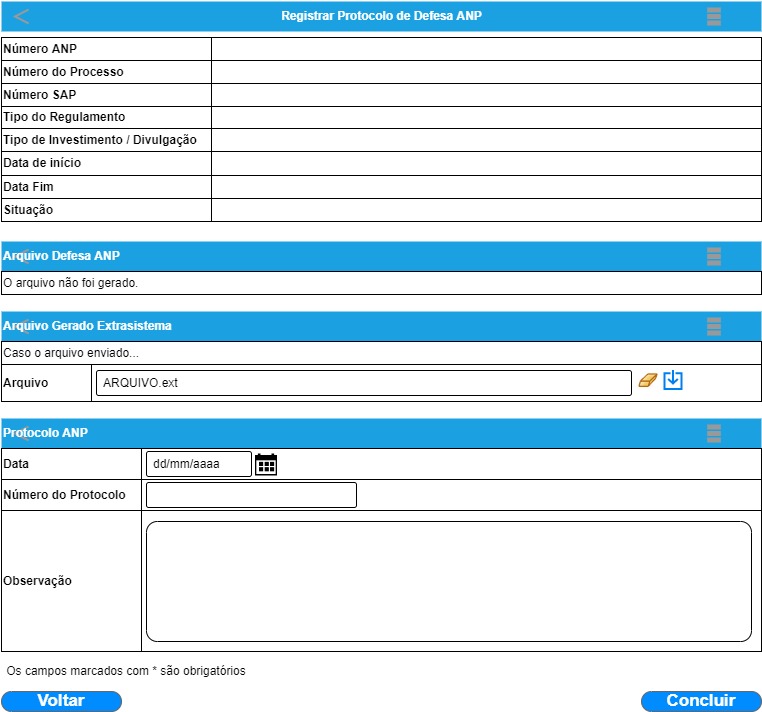 Registrar Protocolo de Defesa ANP
Número ANP
Número do Processo
Número SAP
Tipo do Regulamento
Tipo de Investimento / Divulgação
Data de início
Data Fim
Situação
Arquivo Defesa ANP
O arquivo não foi gerado.
Arquivo Gerado Extrasistema
Caso o arquivo enviado...
Arquivo ARQUIVO.ext
Protocolo ANP
Data dd/mm/aaaa
Número do Protocolo
Observação
Os campos marcados com * são obrigatórios
Voltar Concluir